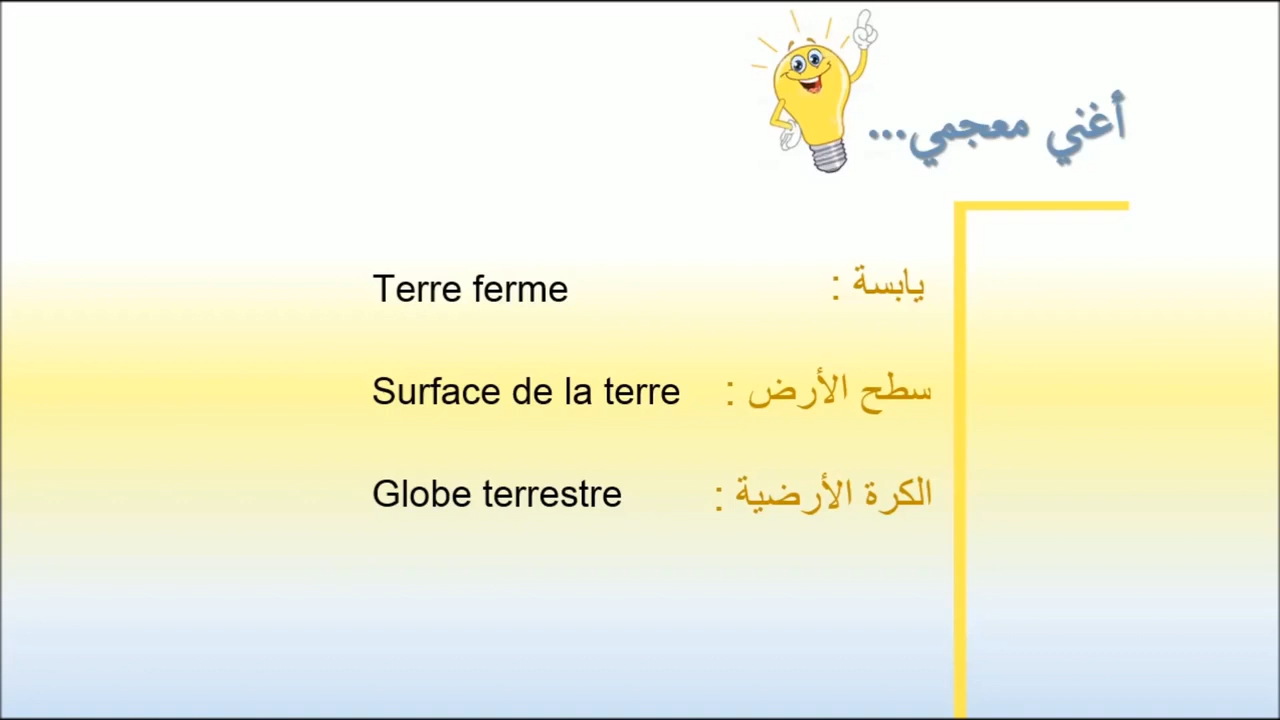 أغني معجمي...
يابسة : Terre ferme
سطح الأرض : Surface de la terre
الكرة الأرضية : Globe terrestre